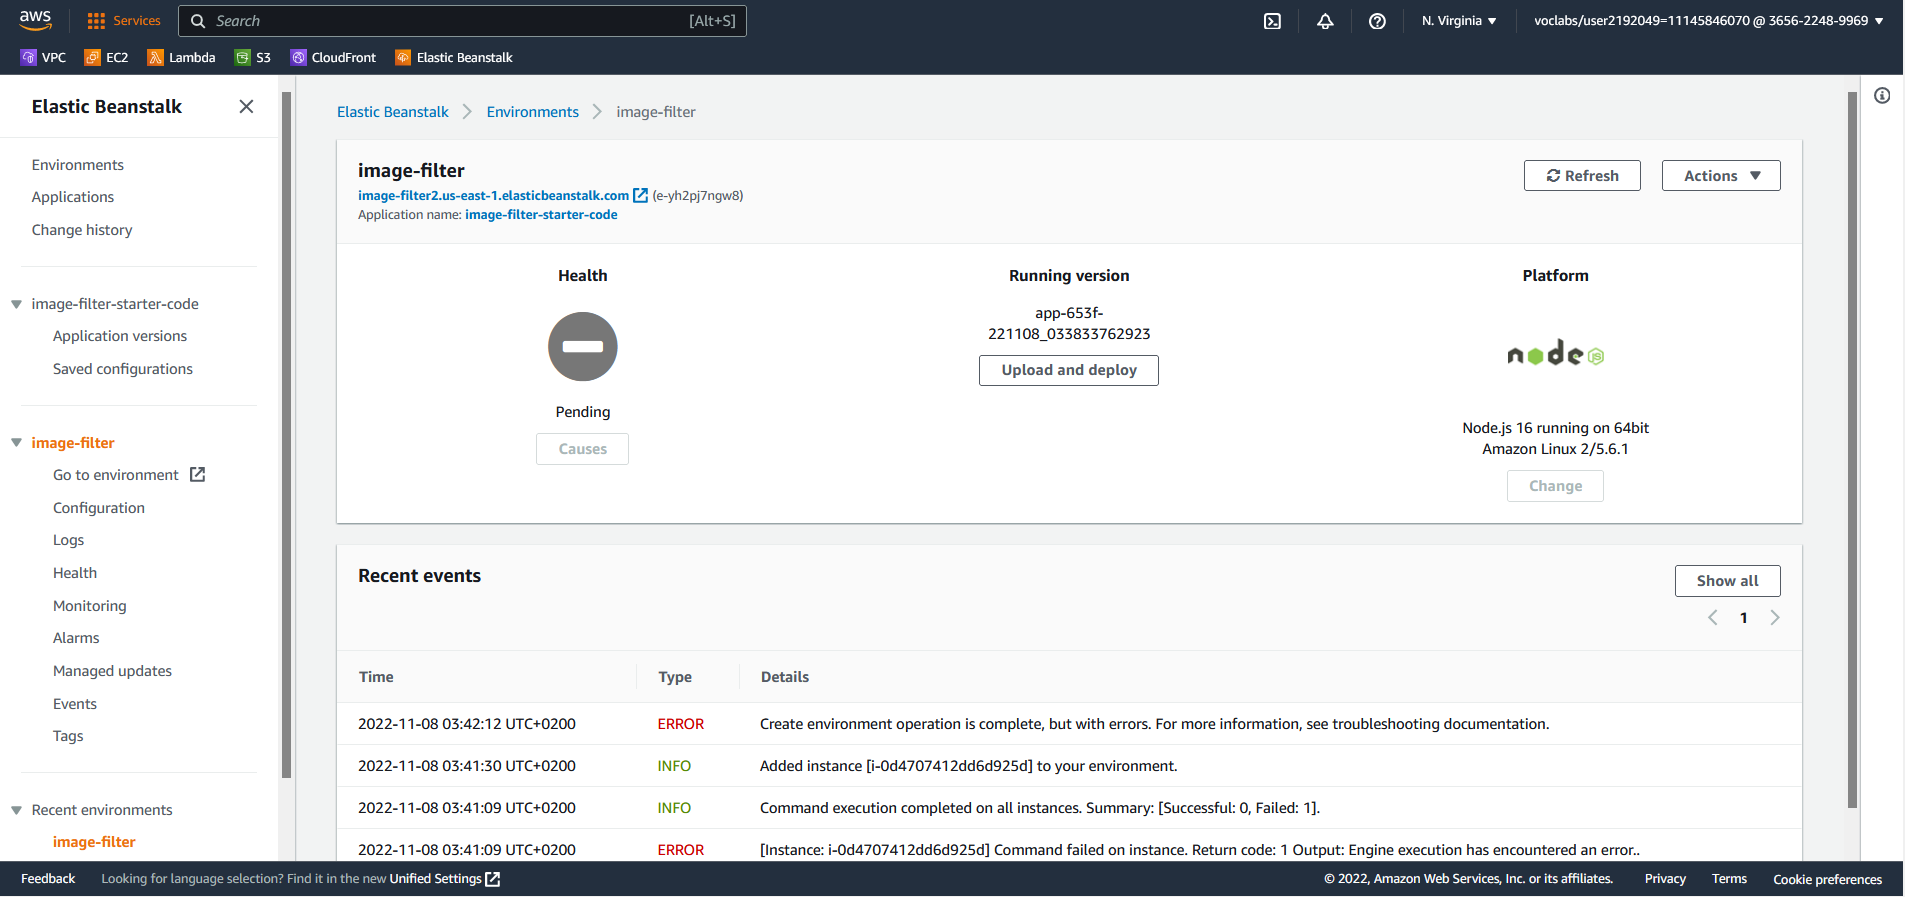 aws
Services
Search
[Alt+S]
N. Virginia
voclabs/user2192049=11145846070 @ 3656-2248-9969
VPC
EC2
Lambda
S3
CloudFront
Elastic Beanstalk
Elastic Beanstalk
Environments
Applications
Change history
image-filter-starter-code
Application versions
Saved configurations
image-filter
Go to environment
Configuration
Logs
Health
Monitoring
Alarms
Managed updates
Events
Tags
Recent environments
image-filter
Elastic Beanstalk
Environments
image-filter
image-filter
image-filter2.us-east-1.elasticbeanstalk.com (e-yh2pj7ngw8)
Application name: image-filter-starter-code
Refresh
Actions
Health
Pending
Causes
Running version
app-653f-
221108_033833762923
Upload and deploy
Platform
node JS
Node.js 16 running on 64bit
Amazon Linux 2/5.6.1
Change
Recent events
Show all
1
Time Type Details
2022-11-08 03:42:12 UTC+0200 ERROR Create environment operation is complete, but with errors. For more information, see troubleshooting documentation.
2022-11-08 03:41:30 UTC+0200 INFO Added instance [i-0d4707412dd6d925d] to your environment.
2022-11-08 03:41:09 UTC+0200 INFO Command execution completed on all instances. Summary: [Successful: 0, Failed: 1].
2022-11-08 03:41:09 UTC+0200 ERROR [Instance: i-0d4707412dd6d925d] Command failed on instance. Return code: 1 Output: Engine execution has encountered an error..
Feedback
Looking for language selection? Find it in the new Unified Settings
© 2022, Amazon Web Services, Inc. or its affiliates.
Privacy
Terms
Cookie preferences